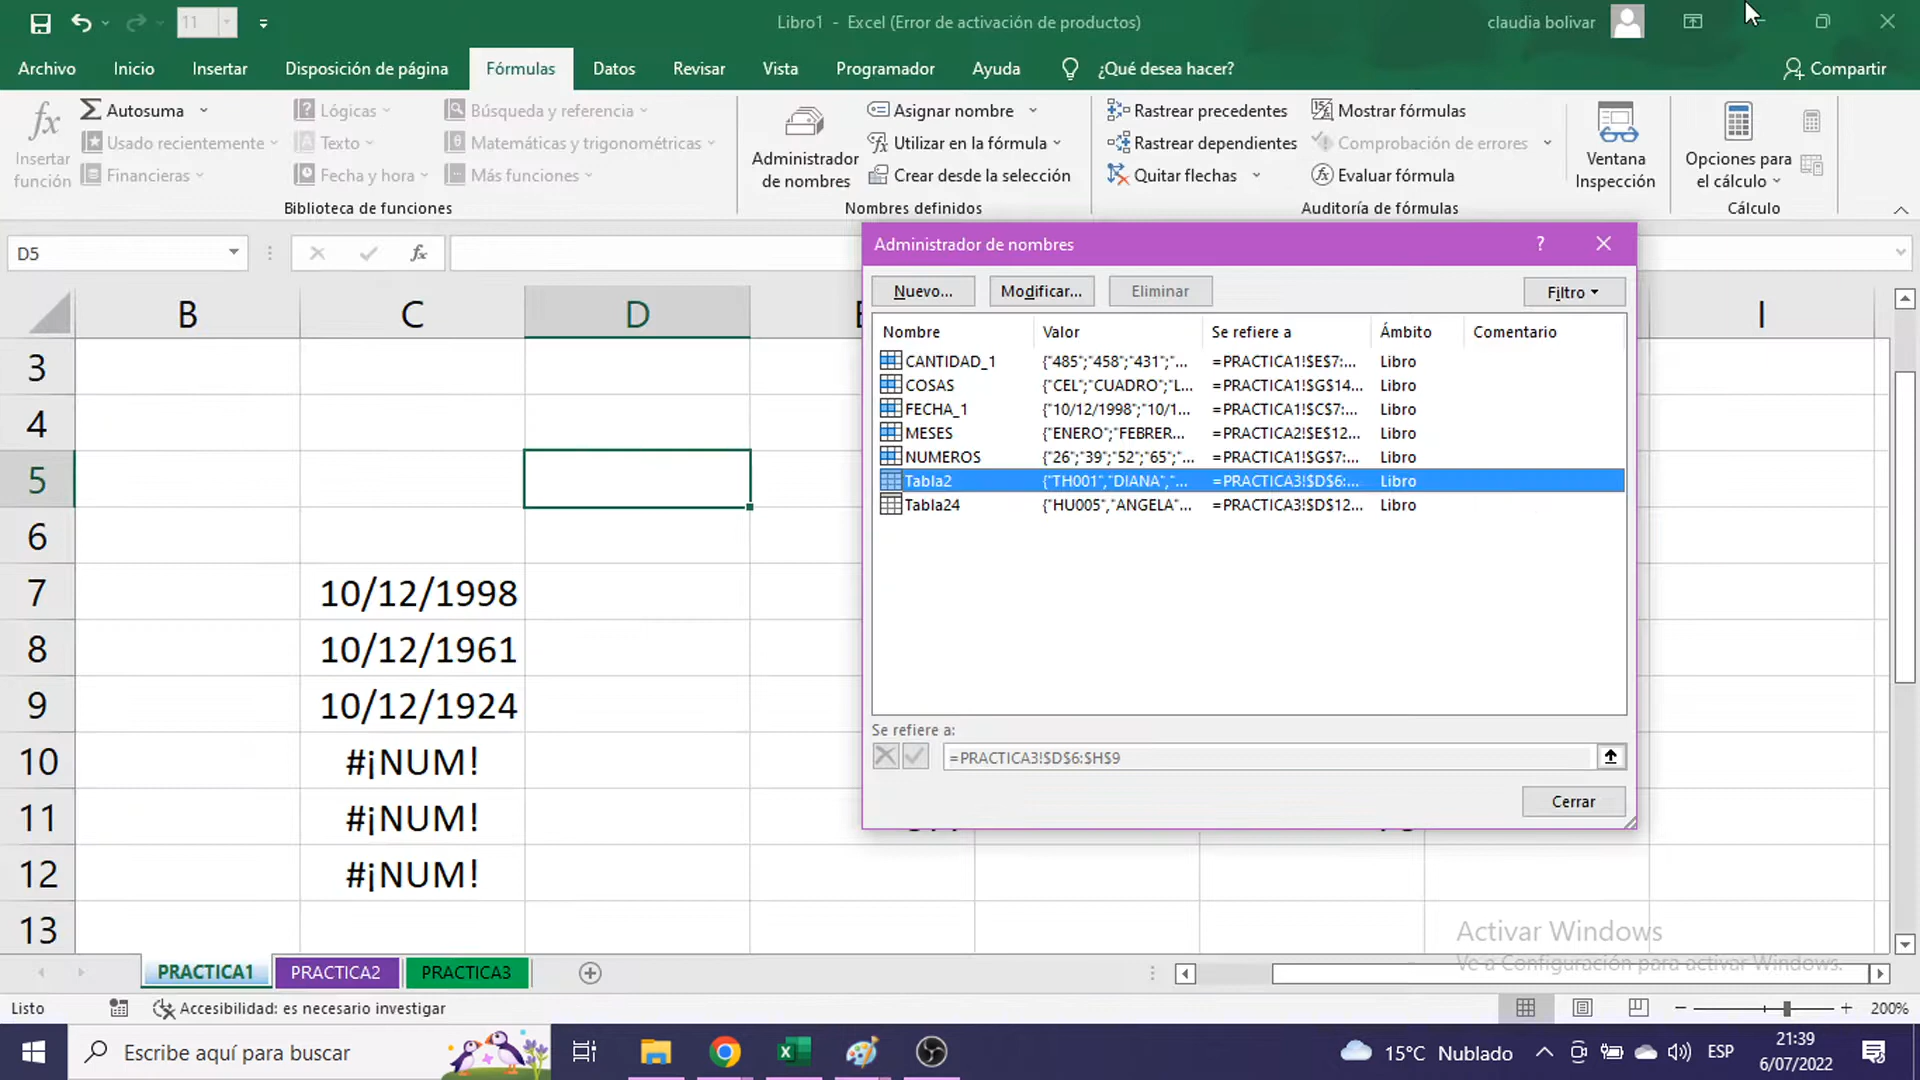 11
Libro1 - Excel (Error de activación de productos)
claudia bolivar
Archivo Inicio Insertar Disposición de página Fórmulas Datos Revisar Vista Programador Ayuda ¿Qué desea hacer? Compartir
Insertar función
Autosuma
Usado recientemente
Financieras
Lógicas
Texto
Fecha y hora
Búsqueda y referencia
Matemáticas y trigonométricas
Más funciones
Biblioteca de funciones
Administrador de nombres
Asignar nombre
Utilizar en la fórmula
Crear desde la selección
Nombres definidos
Rastrear precedentes
Rastrear dependientes
Quitar flechas
Mostrar fórmulas
Comprobación de errores
Evaluar fórmula
Auditoría de fórmulas
Ventana Inspección
Opciones para el cálculo
Cálculo
D5
fx
Administrador de nombres ?
Nuevo... Modificar... Eliminar Filtro
Nombre Valor Se refiere a Ámbito Comentario
CANTIDAD_1 {"485";"458";"431";"... =PRACTICA1!$E$7:... Libro
COSAS {"CEL";"CUADRO";"L... =PRACTICA1!$G$14... Libro
FECHA_1 {"10/12/1998";"10/1... =PRACTICA1!$C$7:... Libro
MESES {"ENERO";"FEBRER... =PRACTICA2!$E$12... Libro
NUMEROS {"26";"39";"52";"65";"... =PRACTICA1!$G$7:... Libro
Tabla2 {"TH001","DIANA","... =PRACTICA3!$D$6:... Libro
Tabla24 {"HU005","ANGELA"... =PRACTICA3!$D$12... Libro
Se refiere a:
=PRACTICA3!$D$6:$H$9
Cerrar
B C D I
3
4
5
6
7 10/12/1998
8 10/12/1961
9 10/12/1924
10 #¡NUM!
11 #¡NUM!
12 #¡NUM!
13
Activar Windows
Ve a Configuración para activar Windows.
PRACTICA1 PRACTICA2 PRACTICA3
Listo Accesibilidad: es necesario investigar 200%
Escribe aquí para buscar
15°C Nublado
ESP
21:39
6/07/2022